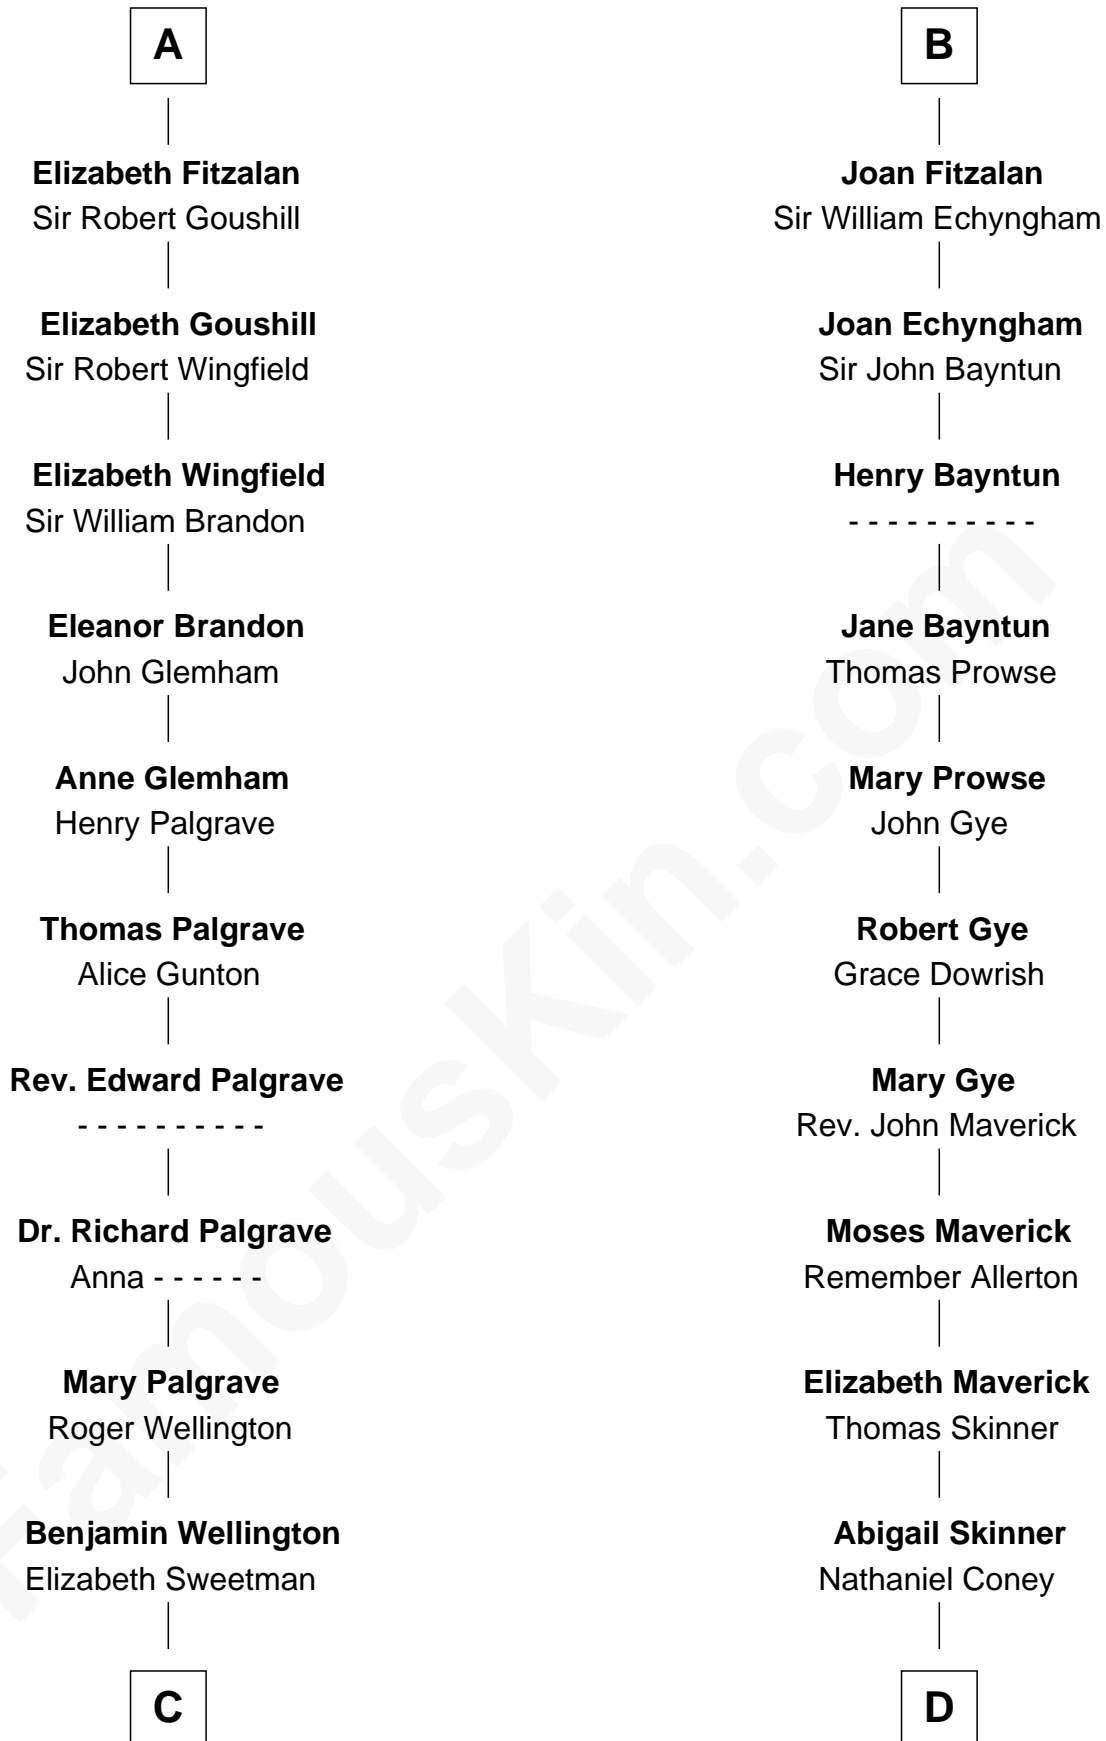 A
Elizabeth Fitzalan
Sir Robert Goushill
Elizabeth Goushill
Sir Robert Wingfield
Elizabeth Wingfield
Sir William Brandon
Eleanor Brandon
John Glemham
Anne Glemham
Henry Palgrave
Thomas Palgrave
Alice Gunton
Rev. Edward Palgrave
- - - - - - - - - -
Dr. Richard Palgrave
Anna - - - - - -
Mary Palgrave
Roger Wellington
Benjamin Wellington
Elizabeth Sweetman
C
B
Joan Fitzalan
Sir William Echyngham
Joan Echyngham
Sir John Bayntun
Henry Bayntun
- - - - - - - - - -
Jane Bayntun
Thomas Prowse
Mary Prowse
John Gye
Robert Gye
Grace Dowrish
Mary Gye
Rev. John Maverick
Moses Maverick
Remember Allerton
Elizabeth Maverick
Thomas Skinner
Abigail Skinner
Nathaniel Coney
D
FamousKin.com